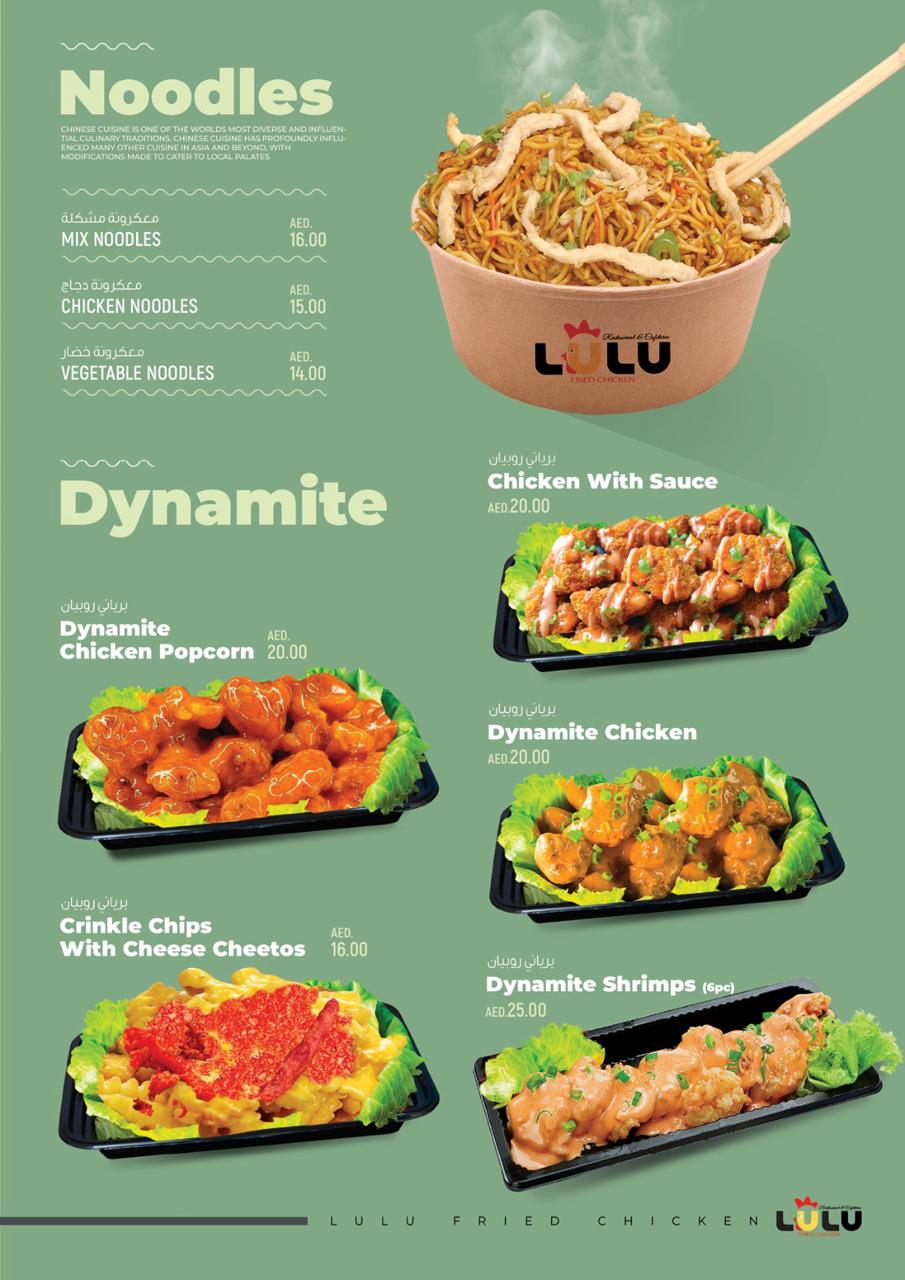 Noodles
CHINESE CUISINE IS ONE OF THE WORLDS MOST DIVERSE AND INFLUEN-
TIAL CULINARY TRADITIONS. CHINESE CUISINE HAS PROFOUNDLY INFLU-
ENCED MANY OTHER CUISINE IN ASIA AND BEYOND, WITH
MODIFICATIONS MADE TO CATER TO LOCAL PALATES
معكرونة مشكلة
MIX NOODLES
AED.
16.00
معكرونة دجاج
CHICKEN NOODLES
AED.
15.00
معكرونة خضار
VEGETABLE NOODLES
AED.
14.00
Restaurant & Cafeteria
LULU
FRIED CHICKEN
Dynamite
برياني روبيان
Dynamite
Chicken Popcorn
AED.
20.00
برياني روبيان
Crinkle Chips
With Cheese Cheetos
AED.
16.00
برياني روبيان
Chicken With Sauce
AED.20.00
برياني روبيان
Dynamite Chicken
AED.20.00
برياني روبيان
Dynamite Shrimps (6pc)
AED.25.00
LULU FRIED CHICKEN
Restaurant & Cafeteria
LULU
FRIED CHICKEN